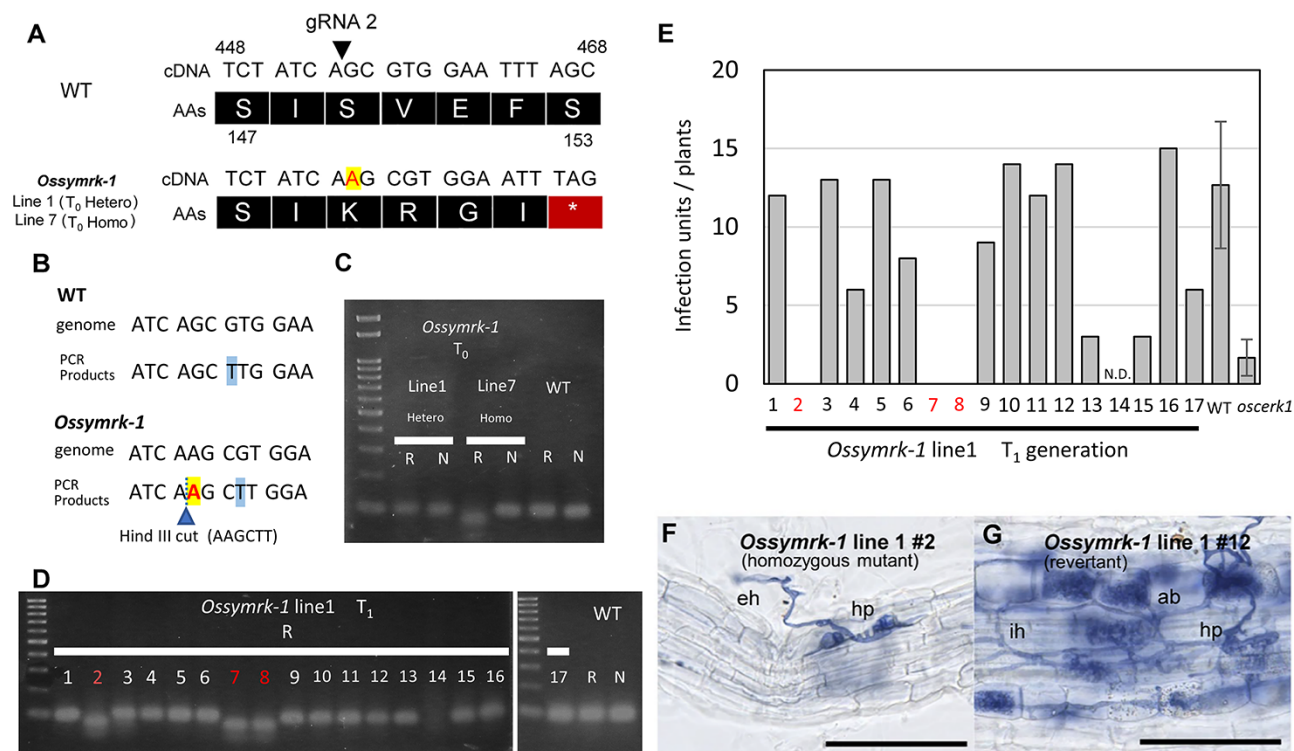 A
gRNA 2
448 468
WT
cDNA TCT ATC AGC GTG GAA TTT AGC
AAs S I S V E F S
147 153
Ossymrk-1
Line 1 (T0 Hetero)
Line 7 (T0 Homo)
cDNA TCT ATC AAG CGT GGA ATT TAG
AAs S I K R G I *
B
WT
genome ATC AGC GTG GAA
PCR
Products
ATC AGC TTG GAA
Ossymrk-1
genome ATC AAG CGT GGA
PCR
Products
ATC AAG CTT GGA
Hind III cut (AAGCTT)
C
Ossymrk-1
T0
Line1 Line7 WT
Hetero Homo
R N R N R N
D
Ossymrk-1 line1 T1
R
WT
1 2 3 4 5 6 7 8 9 10 11 12 13 14 15 16 17 R N
E
Infection units / plants
20
15
10
5
0
N.D.
1 2 3 4 5 6 7 8 9 10 11 12 13 14 15 16 17 WT oscerk1
Ossymrk-1 line1 T1 generation
F
Ossymrk-1 line 1 #2
(homozygous mutant)
eh
hp
G
Ossymrk-1 line 1 #12
(revertant)
ab
ih
hp